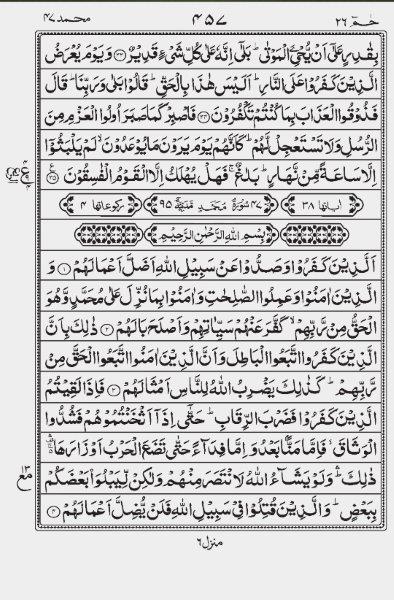 محمد ٤٧ ٤٥٧ حٰمٓ ٢٦
بِقٰدِرٍ عَلٰۤى اَنْ يُّحْيِۦَ الْمَوْتٰى ؕ بَلٰٓى اِنَّهٗ عَلٰى كُلِّ شَىْءٍ قَدِيْرٌ ﴿٣٣﴾ وَيَوْمَ يُعْرَضُ
الَّذِيْنَ كَفَرُوْا عَلَى النَّارِ ؕ اَلَيْسَ هٰذَا بِالْحَقِّ ؕ قَالُوْا بَلٰى وَرَبِّنَا ؕ قَالَ
فَذُوْقُوا الْعَذَابَ بِمَا كُنْتُمْ تَكْفُرُوْنَ ﴿٣٤﴾ فَاصْبِرْ كَمَا صَبَرَ اُولُوا الْعَزْمِ مِنَ
الرُّسُلِ وَلَا تَسْتَعْجِلْ لَّهُمْ ؕ كَاَنَّهُمْ يَوْمَ يَرَوْنَ مَا يُوْعَدُوْنَ ۙ لَمْ يَلْبَثُوْۤا
اِلَّا سَاعَةً مِّنْ نَّهَارٍ ؕ بَلٰغٌ ۚ فَهَلْ يُهْلَكُ اِلَّا الْقَوْمُ الْفٰسِقُوْنَ ﴿٣٥﴾ ع
اٰياتها ٣٨ ٤٧ سُوْرَةُ مُحَمَّدٍ مَّدَنِيَّةٌ ٩٥ ركوعاتها ٤
بِسْمِ اللّٰهِ الرَّحْمٰنِ الرَّحِيْمِ
اَلَّذِيْنَ كَفَرُوْا وَصَدُّوْا عَنْ سَبِيْلِ اللّٰهِ اَضَلَّ اَعْمَالَهُمْ ﴿١﴾ وَ
الَّذِيْنَ اٰمَنُوْا وَعَمِلُوا الصّٰلِحٰتِ وَاٰمَنُوْا بِمَا نُزِّلَ عَلٰى مُحَمَّدٍ وَّهُوَ
الْحَقُّ مِنْ رَّبِّهِمْ ۙ كَفَّرَ عَنْهُمْ سَيِّاٰتِهِمْ وَاَصْلَحَ بَالَهُمْ ﴿٢﴾ ذٰلِكَ بِاَنَّ
الَّذِيْنَ كَفَرُوا اتَّبَعُوا الْبَاطِلَ وَاَنَّ الَّذِيْنَ اٰمَنُوا اتَّبَعُوا الْحَقَّ مِنْ
رَّبِّهِمْ ؕ كَذٰلِكَ يَضْرِبُ اللّٰهُ لِلنَّاسِ اَمْثَالَهُمْ ﴿٣﴾ فَاِذَا لَقِيْتُمُ
الَّذِيْنَ كَفَرُوْا فَضَرْبَ الرِّقَابِ ؕ حَتّٰۤى اِذَاۤ اَثْخَنْتُمُوْهُمْ فَشُدُّوا
الْوَثَاقَ ۙ فَاِمَّا مَنًّۢا بَعْدُ وَاِمَّا فِدَآءً حَتّٰى تَضَعَ الْحَرْبُ اَوْزَارَهَا
ذٰلِكَ ۛؕ وَلَوْ يَشَآءُ اللّٰهُ لَانْتَصَرَ مِنْهُمْ وَلٰكِنْ لِّيَبْلُوَا۟ بَعْضَكُمْ
بِبَعْضٍ ؕ وَالَّذِيْنَ قُتِلُوْا فِىْ سَبِيْلِ اللّٰهِ فَلَنْ يُّضِلَّ اَعْمَالَهُمْ ﴿٤﴾
منزل ٦